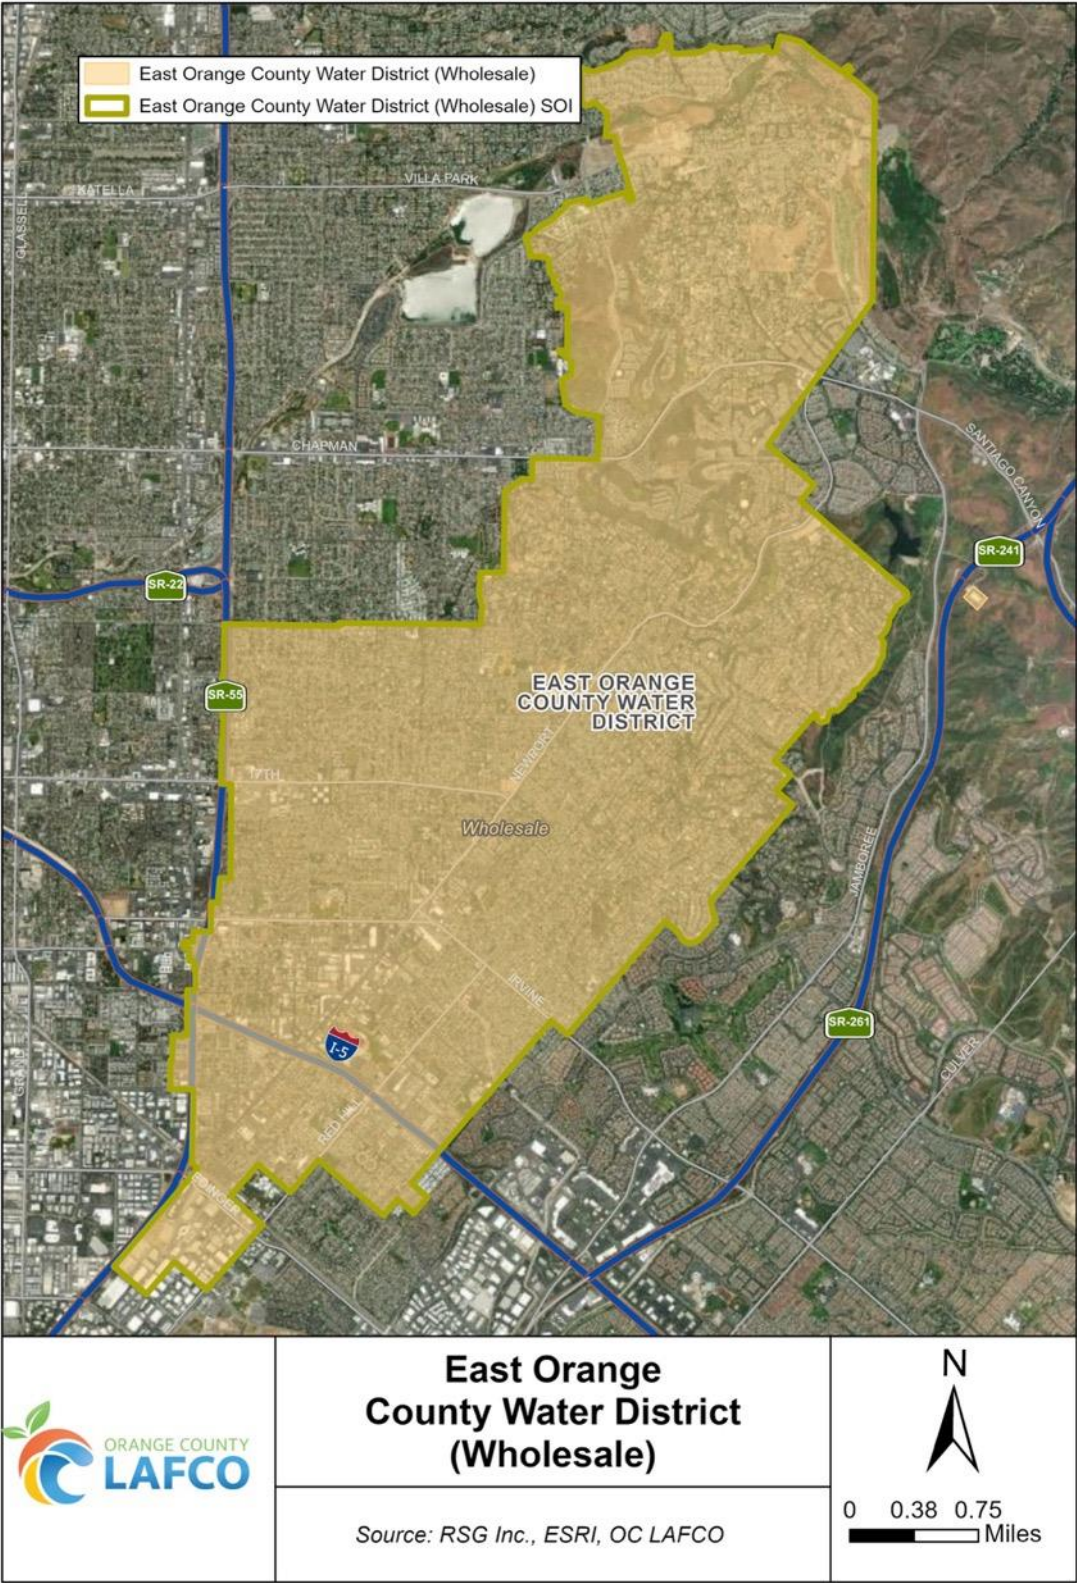 East Orange County Water District (Wholesale)
East Orange County Water District (Wholesale) SOI
VILLA PARK
KATELLA
GLASSELL
CHAPMAN
SANTIAGO CANYON
SR-241
SR-22
EAST ORANGE
COUNTY WATER
DISTRICT
SR-55
NEWPORT
17TH
Wholesale
JAMBOREE
IRVINE
SR-261
I-5
CULVER
GRAND
RED HILL
EDINGER
East Orange
County Water District
(Wholesale)
Source: RSG Inc., ESRI, OC LAFCO
ORANGE COUNTY
LAFCO
N
0 0.38 0.75
Miles